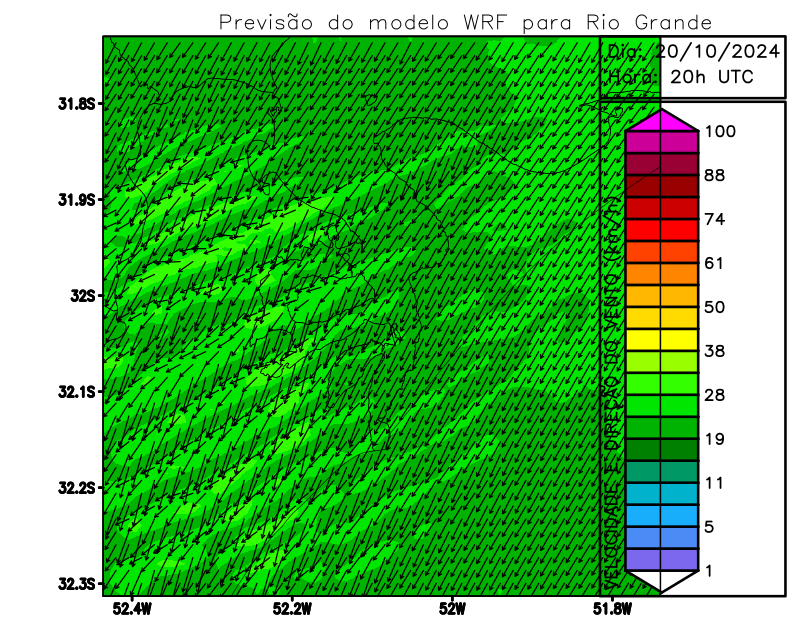 Previsão do modelo WRF para Rio Grande
Dia: 20/10/2024
Hora: 20h UTC
31.8S
31.9S
32S
32.1S
32.2S
32.3S
52.4W
52.2W
52W
51.8W
VELOCIDADE E DIREÇÃO DO VENTO (km/h)
100
88
74
61
50
38
28
19
11
5
1